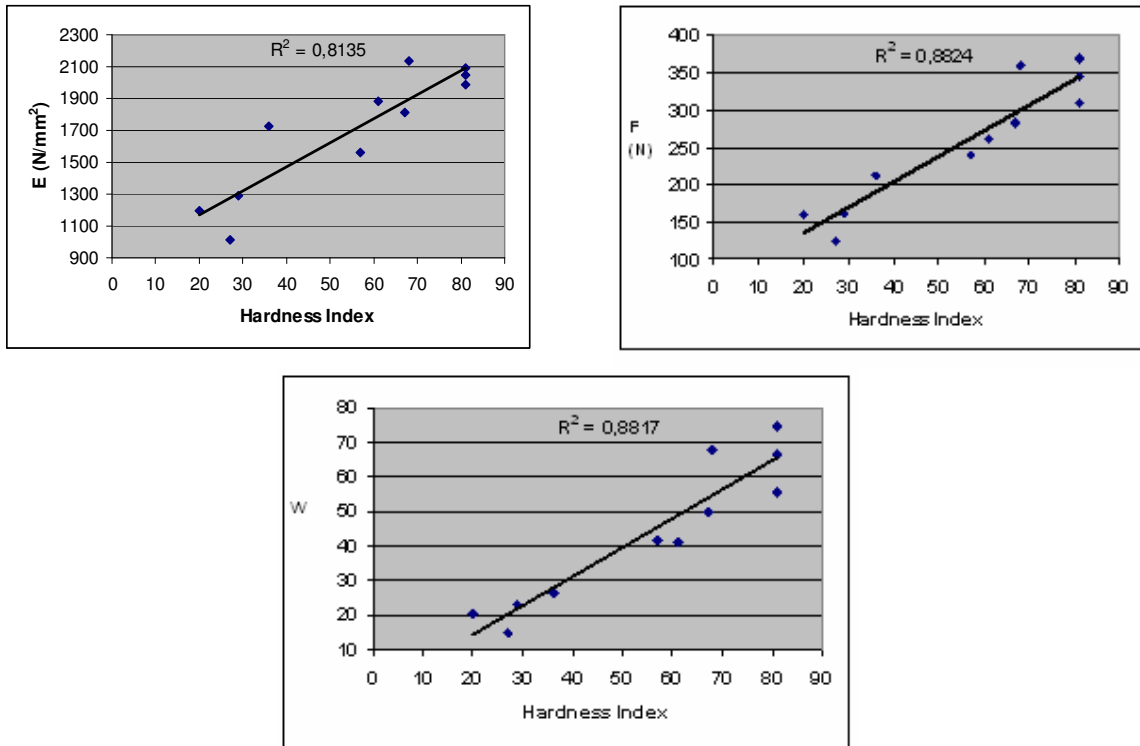 R² = 0,8135
2300
2100
1900
1700
1500
1300
1100
900
E (N/mm²)
0 10 20 30 40 50 60 70 80 90
Hardness Index
R² = 0,8824
400
350
300
250
200
150
100
F
(N)
0 10 20 30 40 50 60 70 80 90
Hardness Index
R² = 0,8817
80
70
60
50
40
30
20
10
W
0 10 20 30 40 50 60 70 80 90
Hardness Index